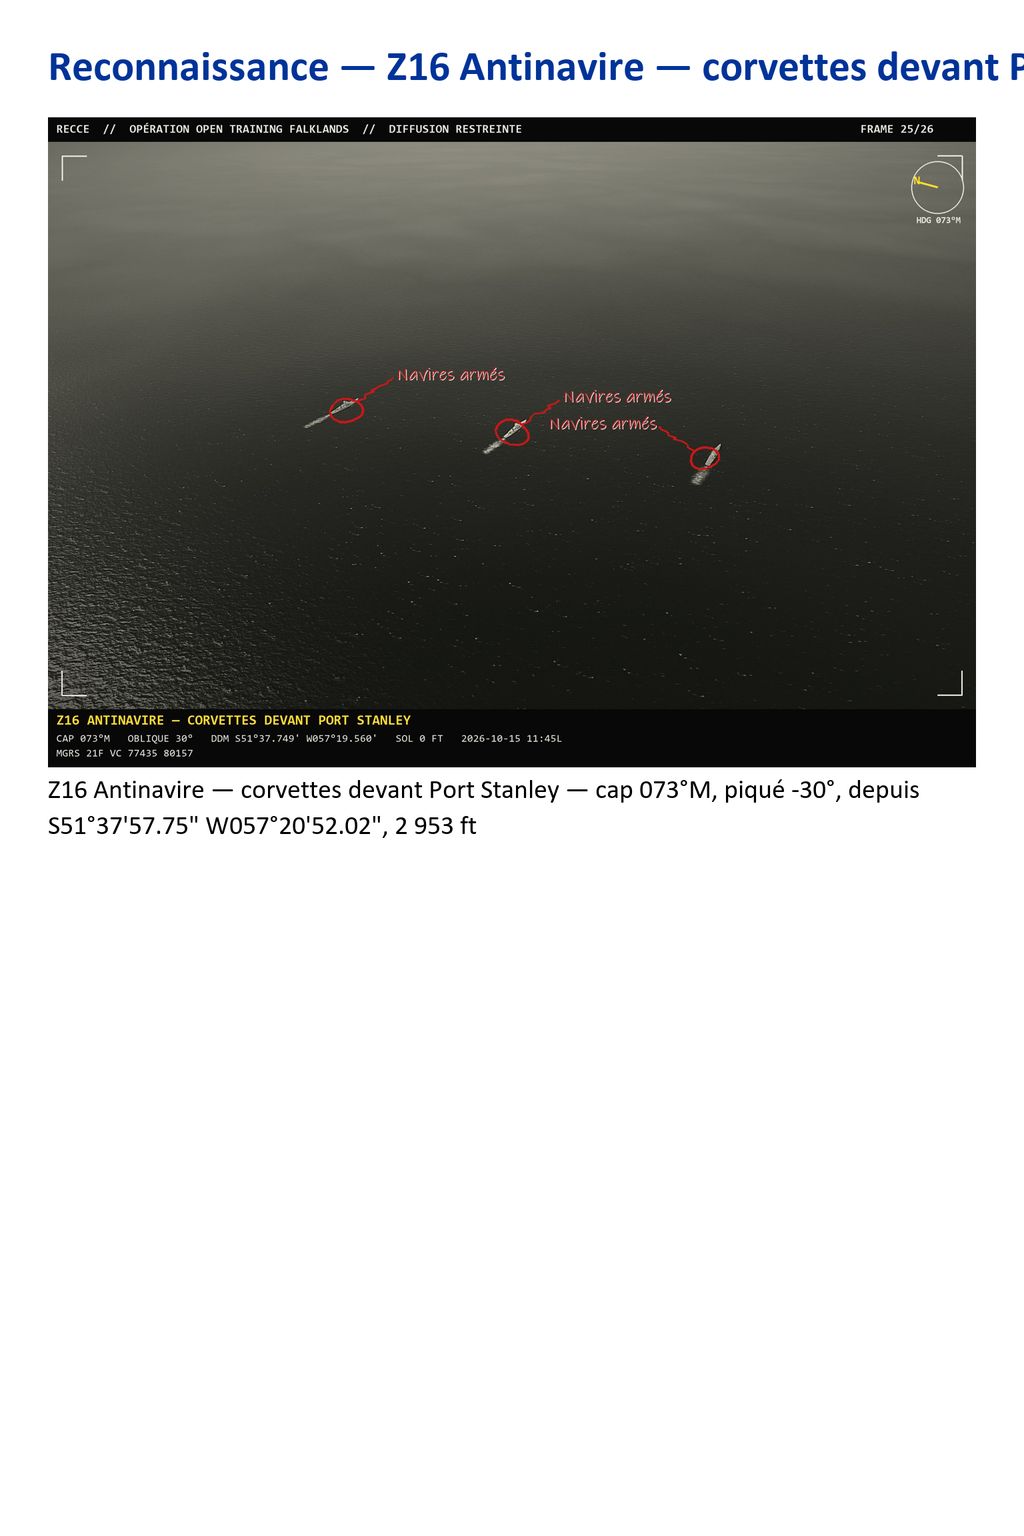 Reconnaissance — Z16 Antinavire — corvettes devant P
RECCE // OPÉRATION OPEN TRAINING FALKLANDS // DIFFUSION RESTREINTE
FRAME 25/26
N
HDG 073°M
Navires armés
Navires armés
Navires armés
Z16 ANTINAVIRE — CORVETTES DEVANT PORT STANLEY
CAP 073°M OBLIQUE 30° DDM S51°37.749' W057°19.560' SOL 0 FT 2026-10-15 11:45L
MGRS 21F VC 77435 80157
Z16 Antinavire — corvettes devant Port Stanley — cap 073°M, piqué -30°, depuis
S51°37'57.75" W057°20'52.02", 2 953 ft